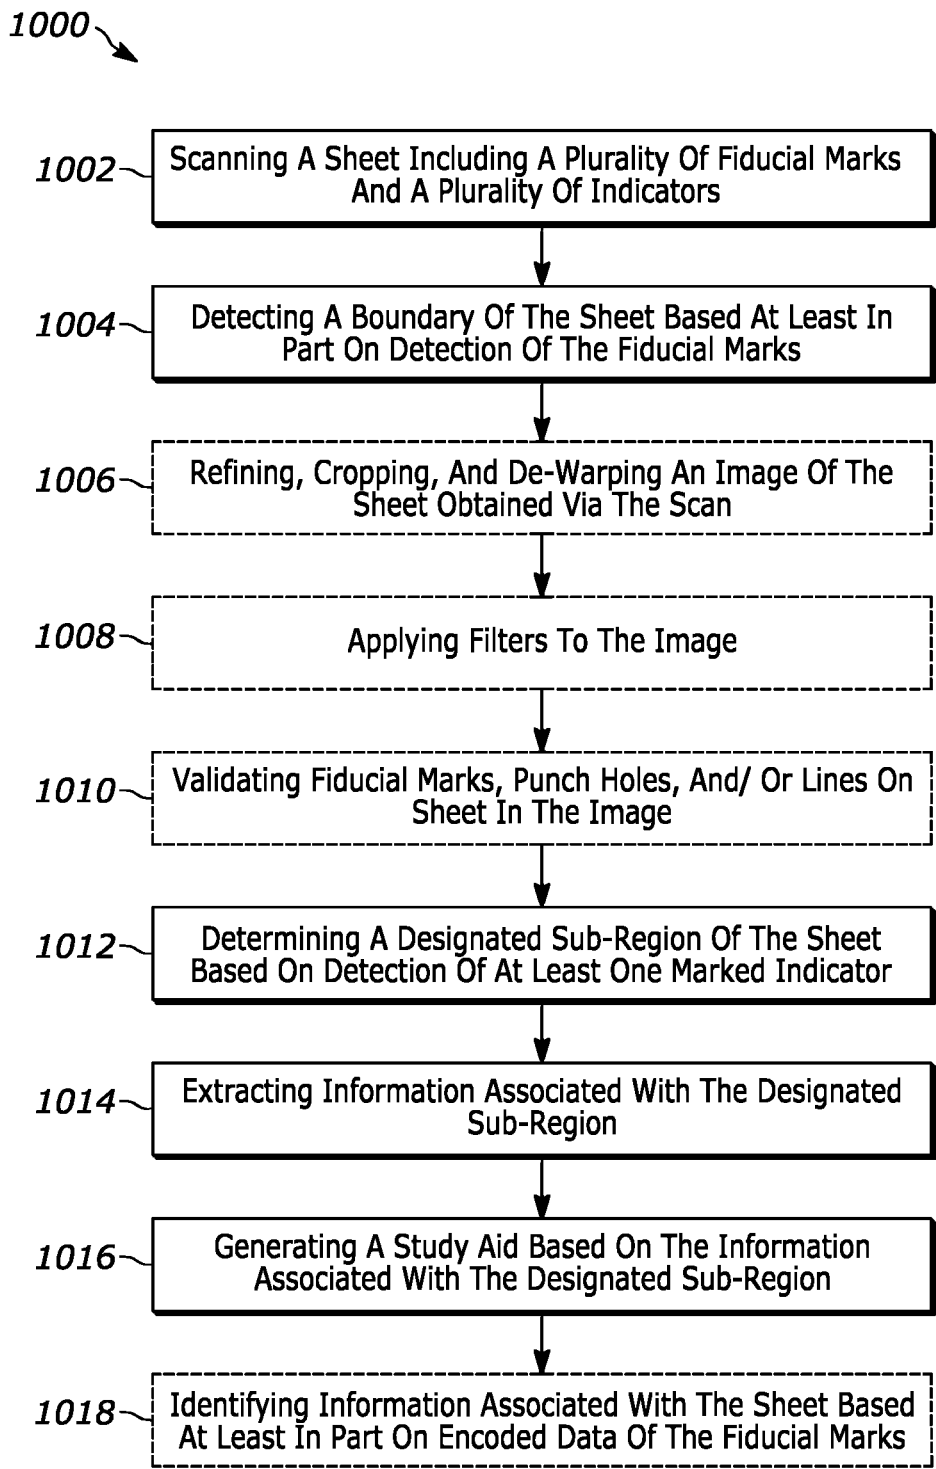 1000
1002
Scanning A Sheet Including A Plurality Of Fiducial Marks
And A Plurality Of Indicators
1004
Detecting A Boundary Of The Sheet Based At Least In
Part On Detection Of The Fiducial Marks
1006
Refining, Cropping, And De-Warping An Image Of The
Sheet Obtained Via The Scan
1008
Applying Filters To The Image
1010
Validating Fiducial Marks, Punch Holes, And/ Or Lines On
Sheet In The Image
1012
Determining A Designated Sub-Region Of The Sheet
Based On Detection Of At Least One Marked Indicator
1014
Extracting Information Associated With The Designated
Sub-Region
1016
Generating A Study Aid Based On The Information
Associated With The Designated Sub-Region
1018
Identifying Information Associated With The Sheet Based
At Least In Part On Encoded Data Of The Fiducial Marks